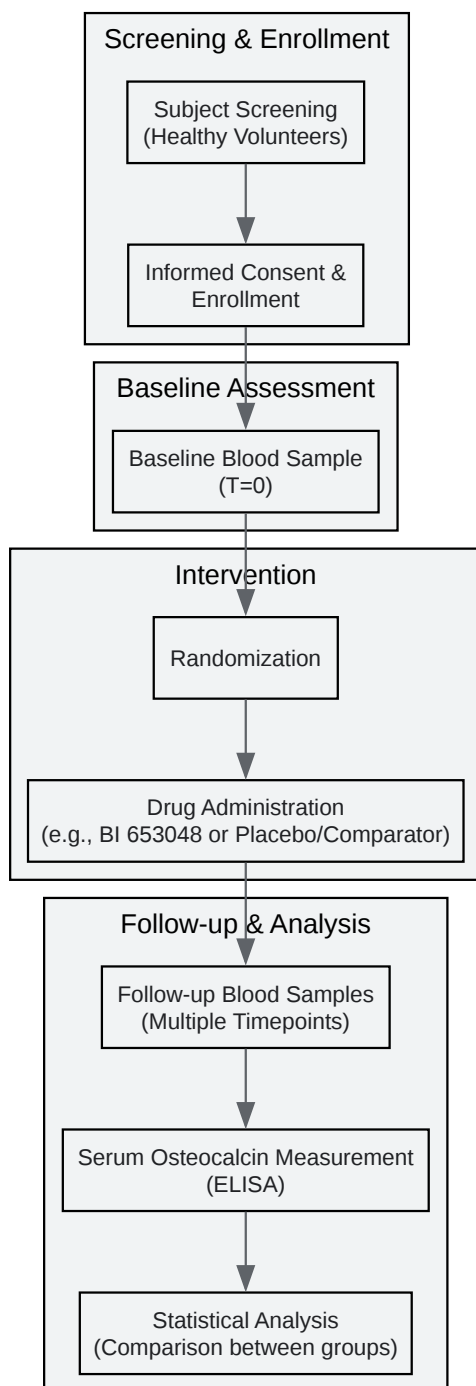 Screening & Enrollment
Subject Screening
(Healthy Volunteers)
Informed Consent &
Enrollment
Baseline Assessment
Baseline Blood Sample
(T=0)
Intervention
Randomization
Drug Administration
(e.g., BI 653048 or Placebo/Comparator)
Follow-up & Analysis
Follow-up Blood Samples
(Multiple Timepoints)
Serum Osteocalcin Measurement
(ELISA)
Statistical Analysis
(Comparison between groups)